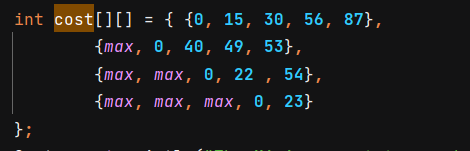 int cost[][] = { {0, 15, 30, 56, 87},
{max, 0, 40, 49, 53},
{max, max, 0, 22 , 54},
{max, max, max, 0, 23}
};